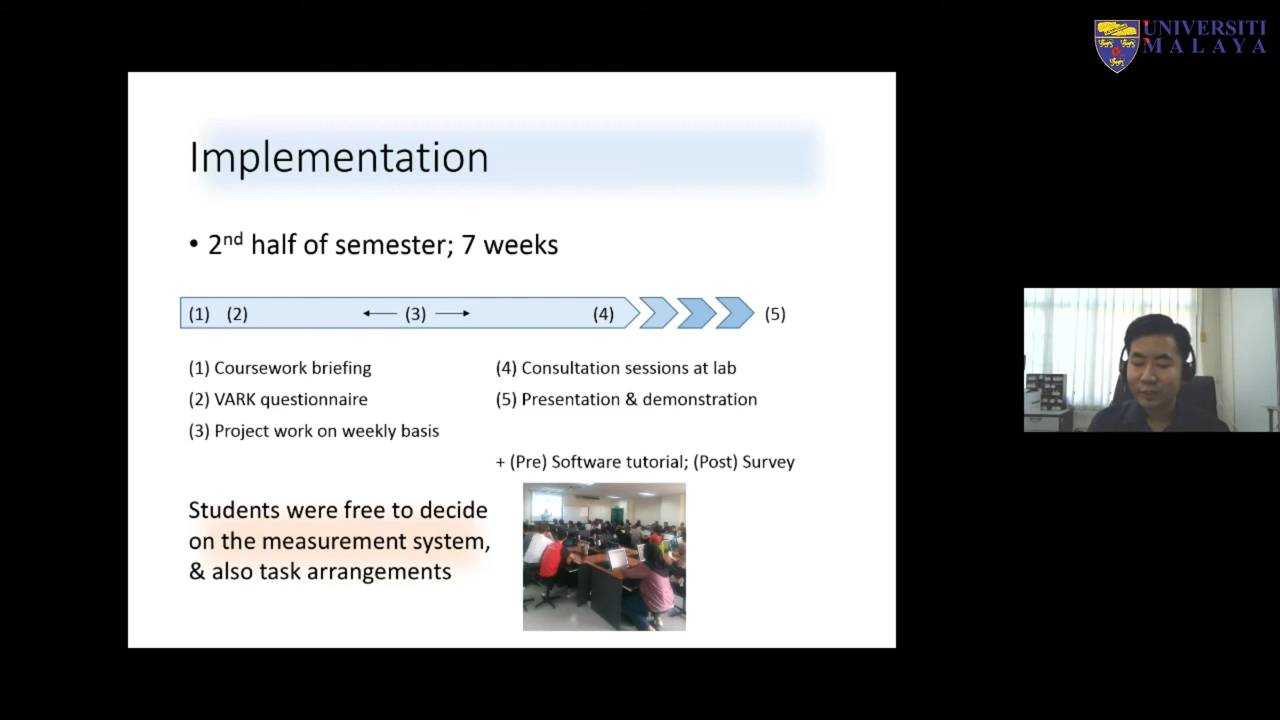 UNIVERSITI
MALAYA
Implementation
• 2nd half of semester; 7 weeks
(1) (2) (3) (4) (5)
(1) Coursework briefing
(2) VARK questionnaire
(3) Project work on weekly basis
(4) Consultation sessions at lab
(5) Presentation & demonstration
+ (Pre) Software tutorial; (Post) Survey
Students were free to decide
on the measurement system,
& also task arrangements